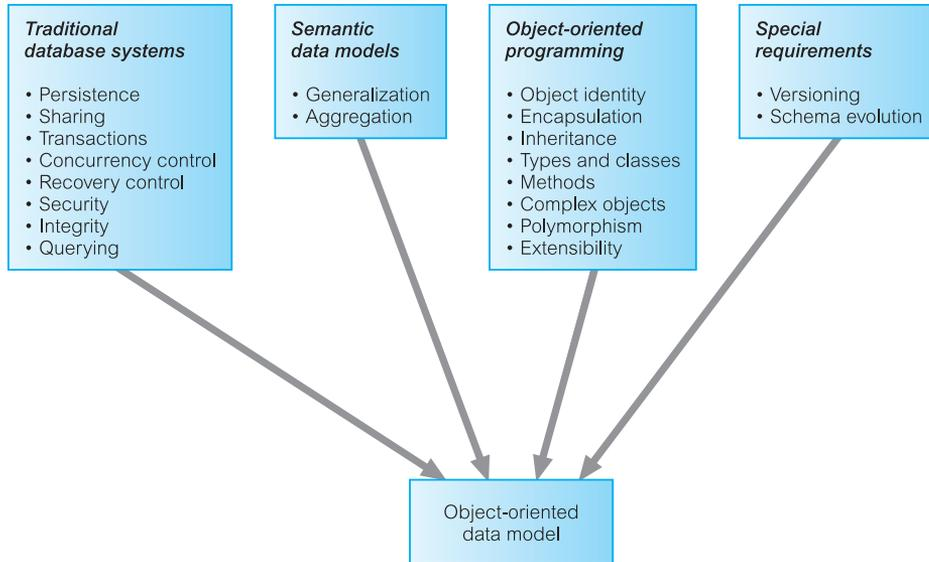 Traditional
database systems
• Persistence
• Sharing
• Transactions
• Concurrency control
• Recovery control
• Security
• Integrity
• Querying
Semantic
data models
• Generalization
• Aggregation
Object-oriented
programming
• Object identity
• Encapsulation
• Inheritance
• Types and classes
• Methods
• Complex objects
• Polymorphism
• Extensibility
Special
requirements
• Versioning
• Schema evolution
Object-oriented
data model